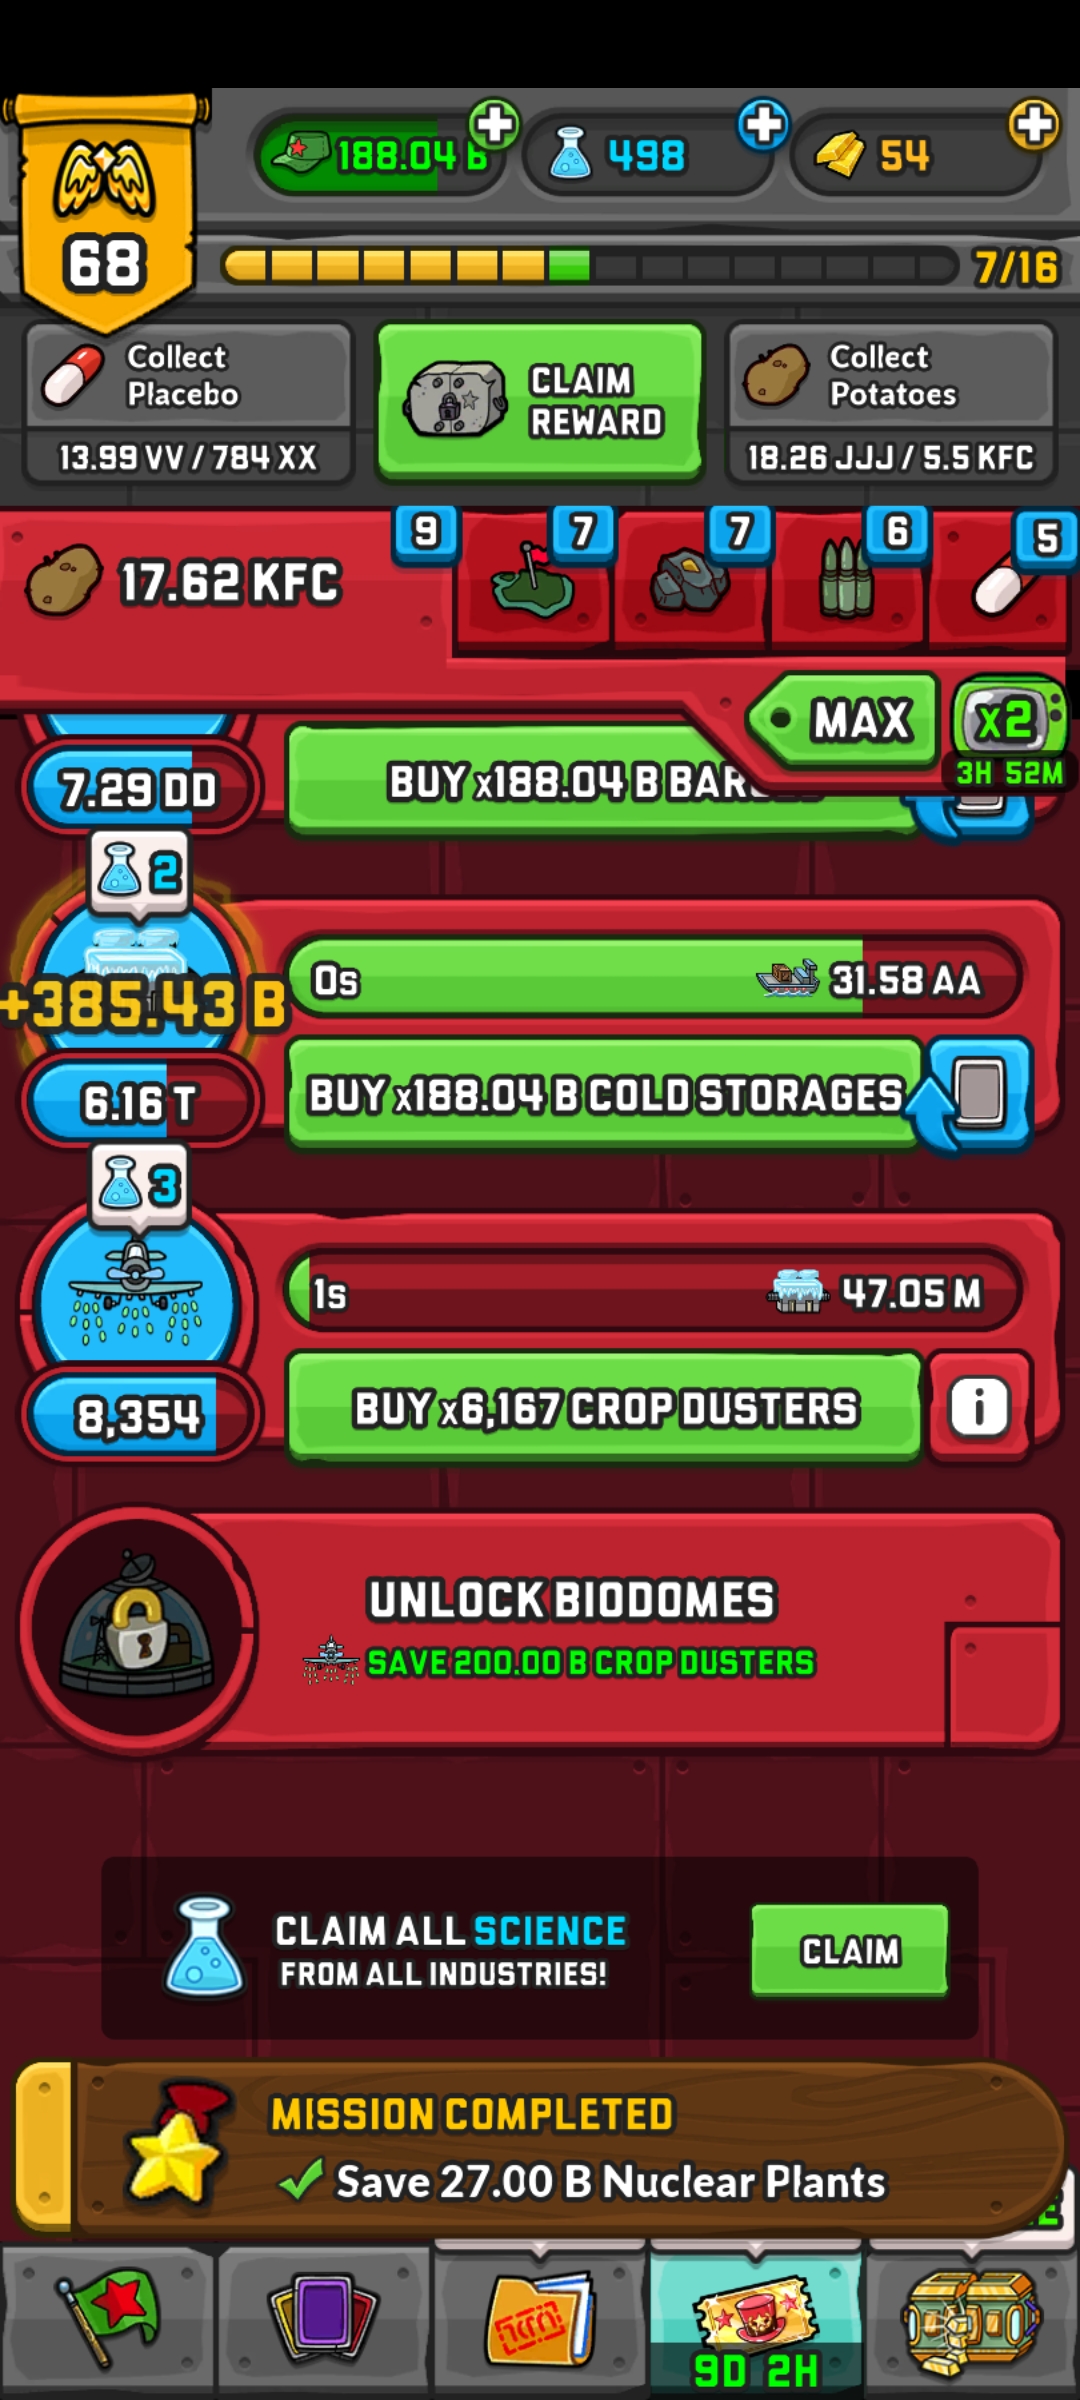 188.04 B
498
54
68
7/16
Collect
Placebo
13.99 VV / 784 XX
CLAIM
REWARD
Collect
Potatoes
18.26 JJJ / 5.5 KFC
17.62 KFC
9
7
7
6
5
MAX
x2
3H 52M
7.29 DD
BUY x188.04 B
2
+385.43 B
0s
31.58 AA
6.16 T
BUY x188.04 B COLD STORAGES
3
1s
47.05 M
8,354
BUY x6,167 CROP DUSTERS
i
UNLOCK BIODOMES
SAVE 200.00 B CROP DUSTERS
CLAIM ALL SCIENCE
FROM ALL INDUSTRIES!
CLAIM
MISSION COMPLETED
Save 27.00 B Nuclear Plants
9D 2H